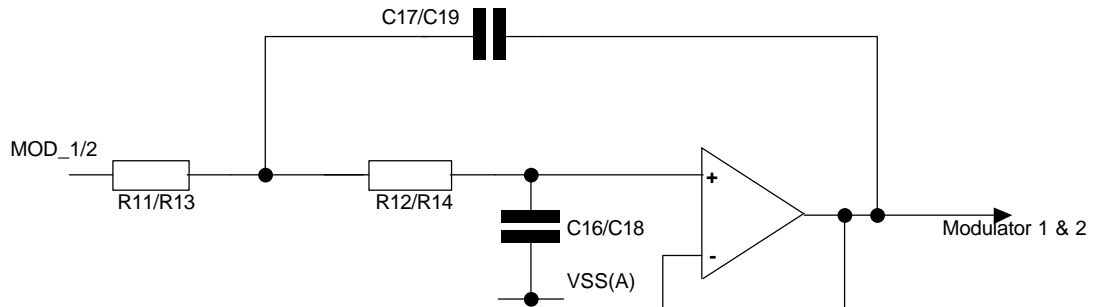 C17/C19
MOD_1/2
R11/R13
R12/R14
+
C16/C18
-
Modulator 1 & 2
VSS(A)